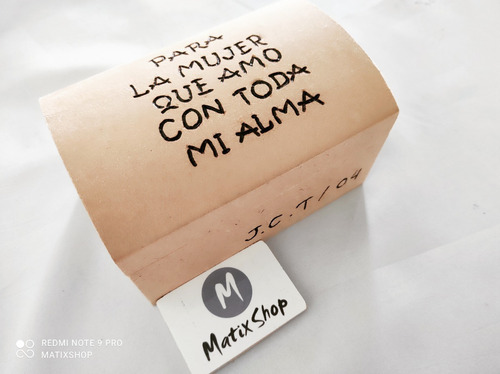 PARA
LA MUJER
QUE AMO
CON TODA
MI ALMA
J.C.T/04
M
MatixShop
REDMI NOTE 9 PRO
MATIXSHOP